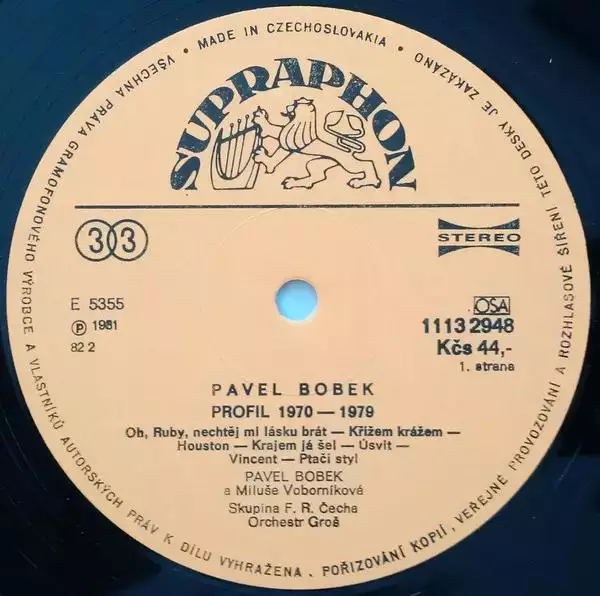 VŠECHNA PRÁVA GRAMOFONOVÉHO VÝROBCE A VLASTNÍKŮ AUTORSKÝCH PRÁV K DÍLU VYHRAŽENA . POŘIZOVÁNÍ KOPIÍ , VEŘEJNÉ PROVOZOVÁNÍ A ROZHLASOVÉ ŠÍŘENÍ TÉTO DESKY JE ZAKÁZÁNO
• MADE IN CZECHOSLOVAKIA •
SUPRAPHON
33
STEREO
E 5355
℗ 1981
82 2
OSA
1113 2948
Kčs 44,-
1. strana
PAVEL BOBEK
PROFIL 1970 — 1979
Oh, Ruby, nechtěj mi lásku brát — Křížem krážem —
Houston — Krajem já šel — Úsvit —
Vincent — Ptačí styl
PAVEL BOBEK
a Miluše Voborníková
Skupina F. R. Čecha
Orchestr Groš